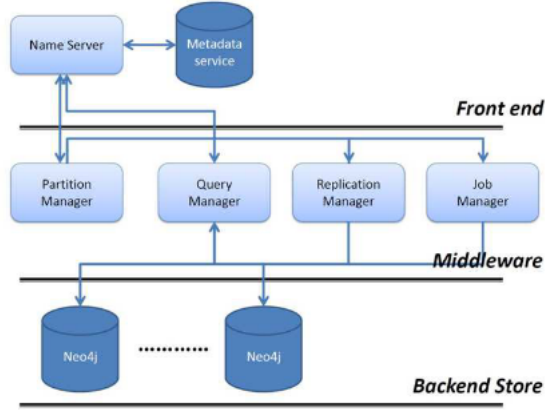 Name Server
Metadata
service
Front end
Partition
Manager
Query
Manager
Replication
Manager
Job
Manager
Middleware
Neo4j
............
Neo4j
Backend Store